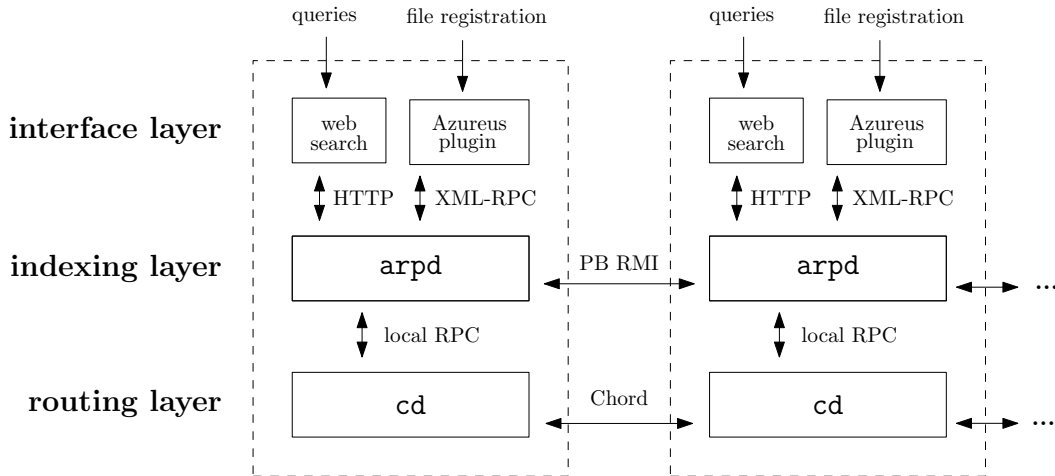 queries file registration queries file registration
interface layer
web search
Azureus plugin
web search
Azureus plugin
HTTP XML-RPC HTTP XML-RPC
indexing layer arpd PB RMI arpd ...
local RPC local RPC
routing layer cd Chord cd ...